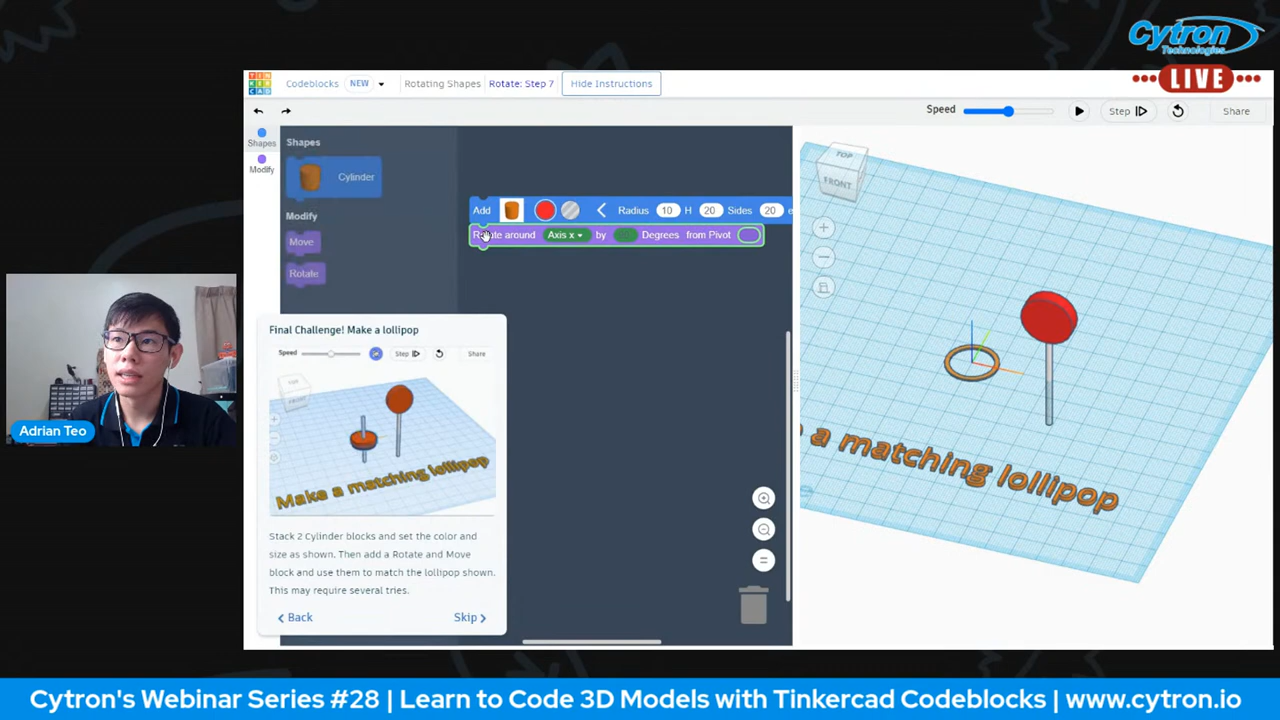 Cytron
Technologies
LIVE
Codeblocks NEW Rotating Shapes Rotate: Step 7 Hide Instructions
Speed Step Share
Shapes
Modify
Shapes
Cylinder
Modify
Move
Rotate
Add Radius 10 H 20 Sides 20 e
Rotate around Axis x by Degrees from Pivot
TOP
FRONT
a matching lollipop
Final Challenge! Make a lollipop
Speed Step Share
TOP
FRONT
Make a matching lollipop
Stack 2 Cylinder blocks and set the color and
size as shown. Then add a Rotate and Move
block and use them to match the lollipop shown.
This may require several tries.
Back Skip
Adrian Teo
Cytron's Webinar Series #28 | Learn to Code 3D Models with Tinkercad Codeblocks | www.cytron.io